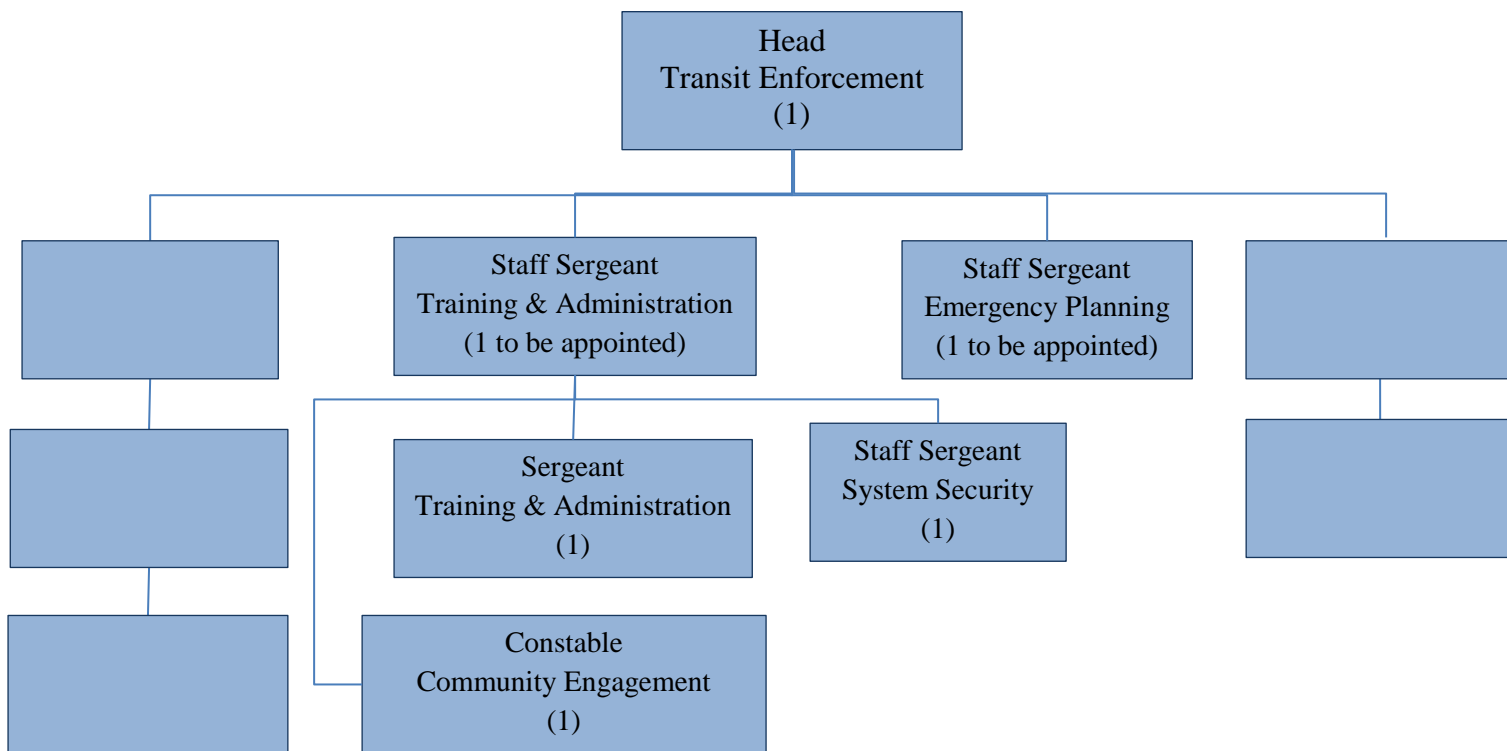 Head
Transit Enforcement
(1)
Staff Sergeant
Training & Administration
(1 to be appointed)
Staff Sergeant
Emergency Planning
(1 to be appointed)
Sergeant
Training & Administration
(1)
Staff Sergeant
System Security
(1)
Constable
Community Engagement
(1)